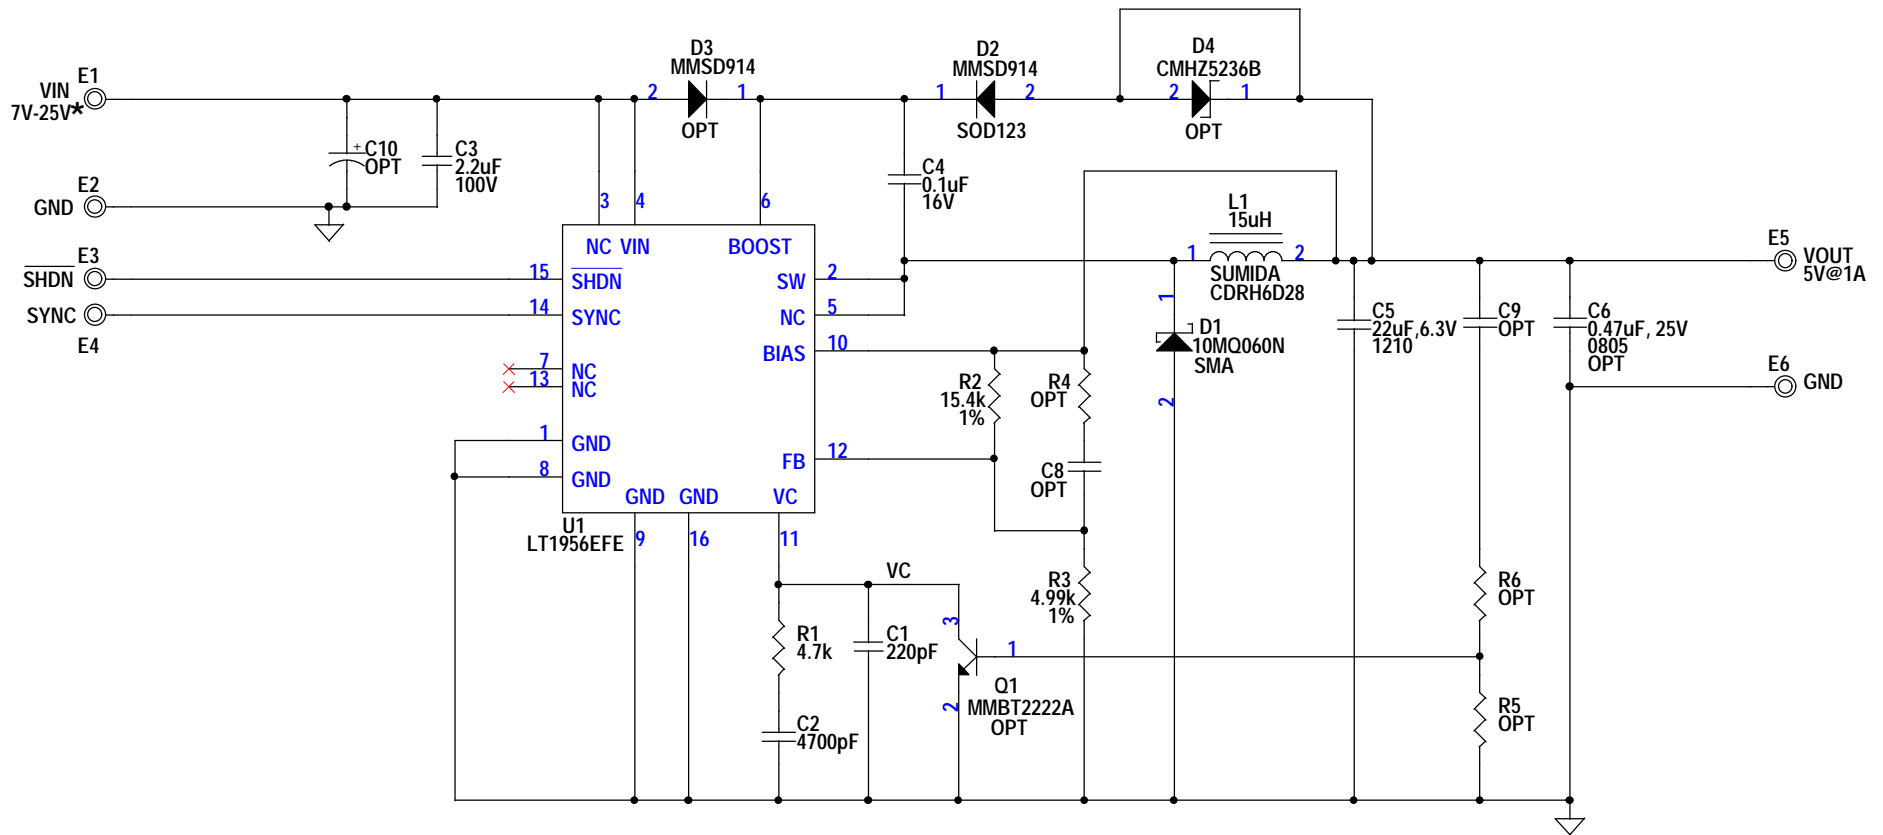 E1
VIN
7V-25V*
D3
MMSD914
2
1
OPT
D2
MMSD914
1
2
SOD123
D4
CMHZ5236B
2
1
OPT
+
C10
OPT
C3
2.2uF
100V
C4
0.1uF
16V
E2
GND
3
4
6
NC
VIN
BOOST
L1
15uH
1
2
SUMIDA
CDRH6D28
E3
SHDN
15
SHDN
SW
2
E5
VOUT
5V@1A
SYNC
E4
14
SYNC
NC
5
1
D1
10MQ060N
SMA
2
C5
22uF,6.3V
1210
C9
OPT
C6
0.47uF, 25V
0805
OPT
7
NC
13
NC
BIAS
10
R2
15.4k
1%
R4
OPT
E6
GND
1
GND
8
GND
FB
12
C8
OPT
GND
GND
VC
U1
LT1956EFE
9
16
11
VC
R3
4.99k
1%
R6
OPT
R1
4.7k
C1
220pF
3
1
Q1
MMBT2222A
OPT
2
R5
OPT
C2
4700pF